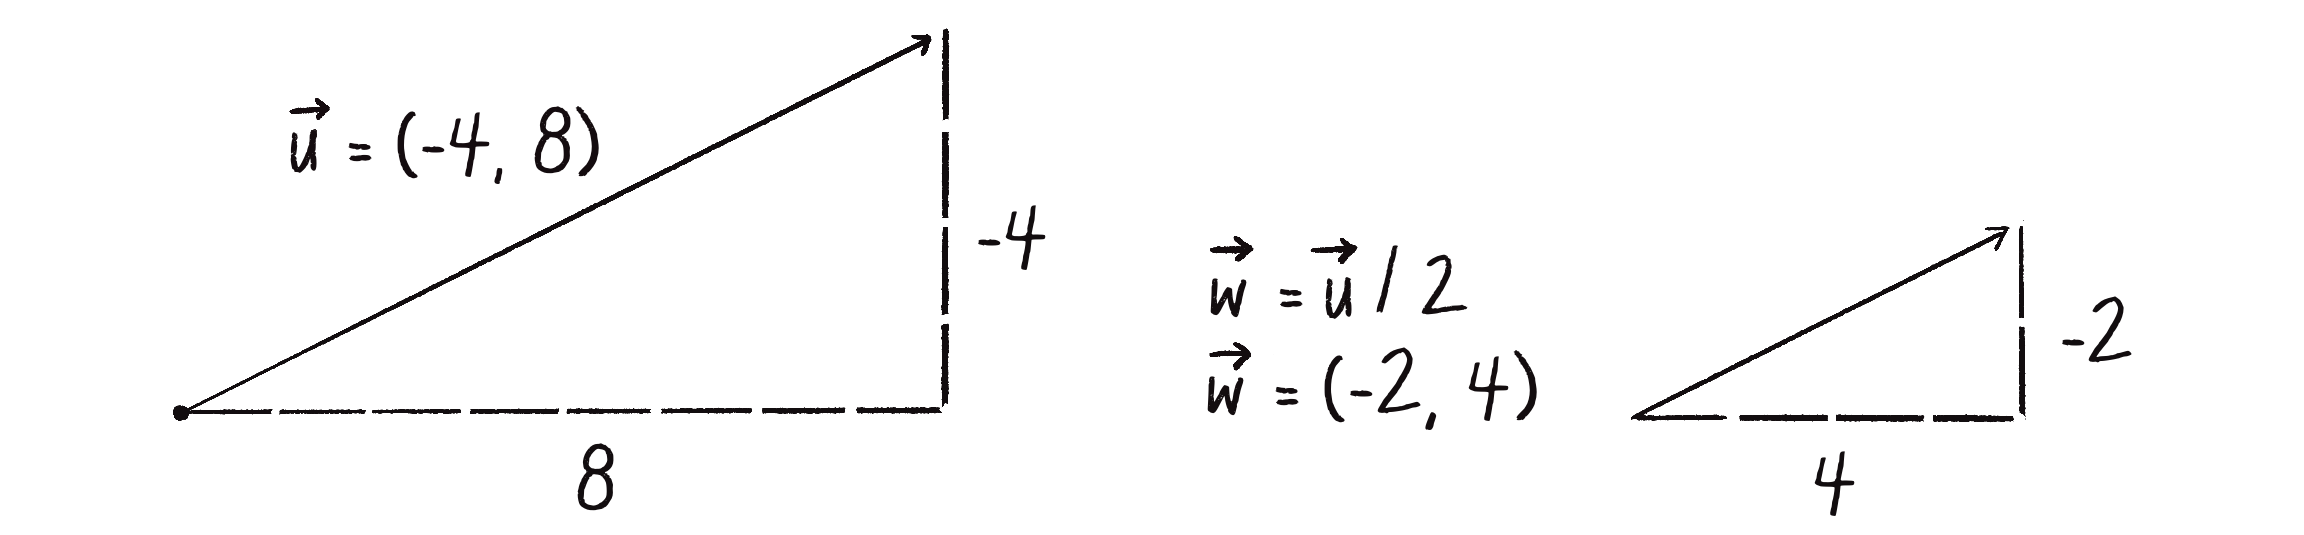 u⃗ = (-4, 8)
-4
8
w⃗ = u⃗ / 2
w⃗ = (-2, 4)
-2
4